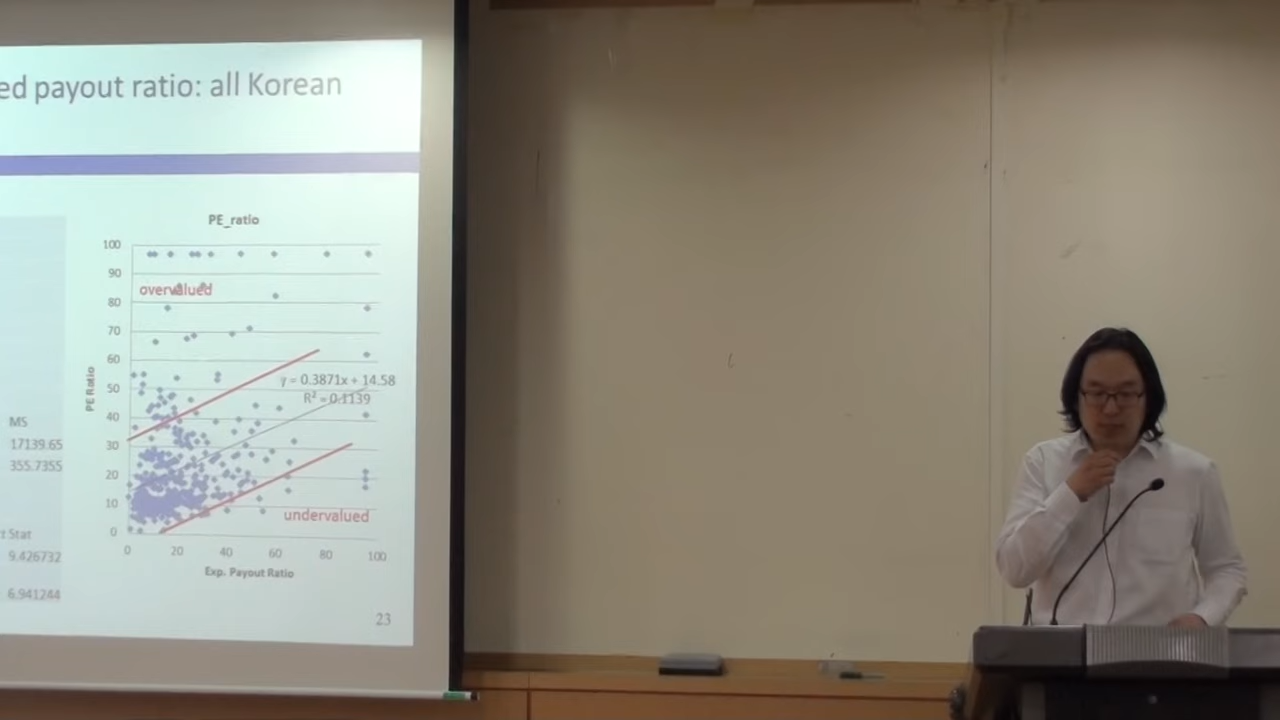 ed payout ratio: all Korean
PE_ratio
100
90
overvalued
80
70
60
y = 0.3871x + 14.58
50
R² = 0.1139
PE Ratio
40
MS
17139.65
30
355.7355
20
10
undervalued
t Stat
0
9.426732
0 20 40 60 80 100
Exp. Payout Ratio
6.941244
23